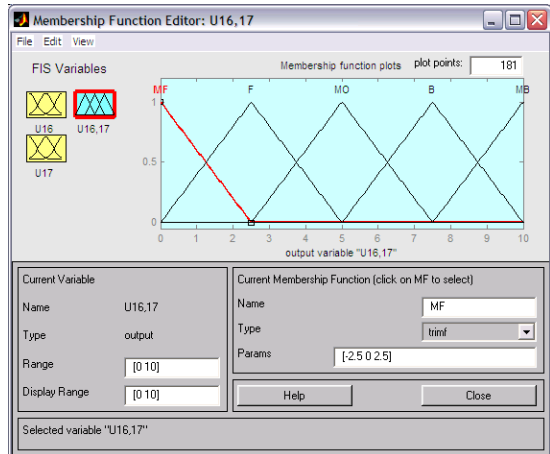 Membership Function Editor: U16,17
File Edit View
FIS Variables
U16
U16,17
U17
Membership function plots
plot points:
181
MF F MO B MB
1
0.5
0
0 1 2 3 4 5 6 7 8 9 10
output variable "U16,17"
Current Variable
Name U16,17
Type output
Range [0 10]
Display Range [0 10]
Current Membership Function (click on MF to select)
Name MF
Type trimf
Params [-2.5 0 2.5]
Help Close
Selected variable "U16,17"